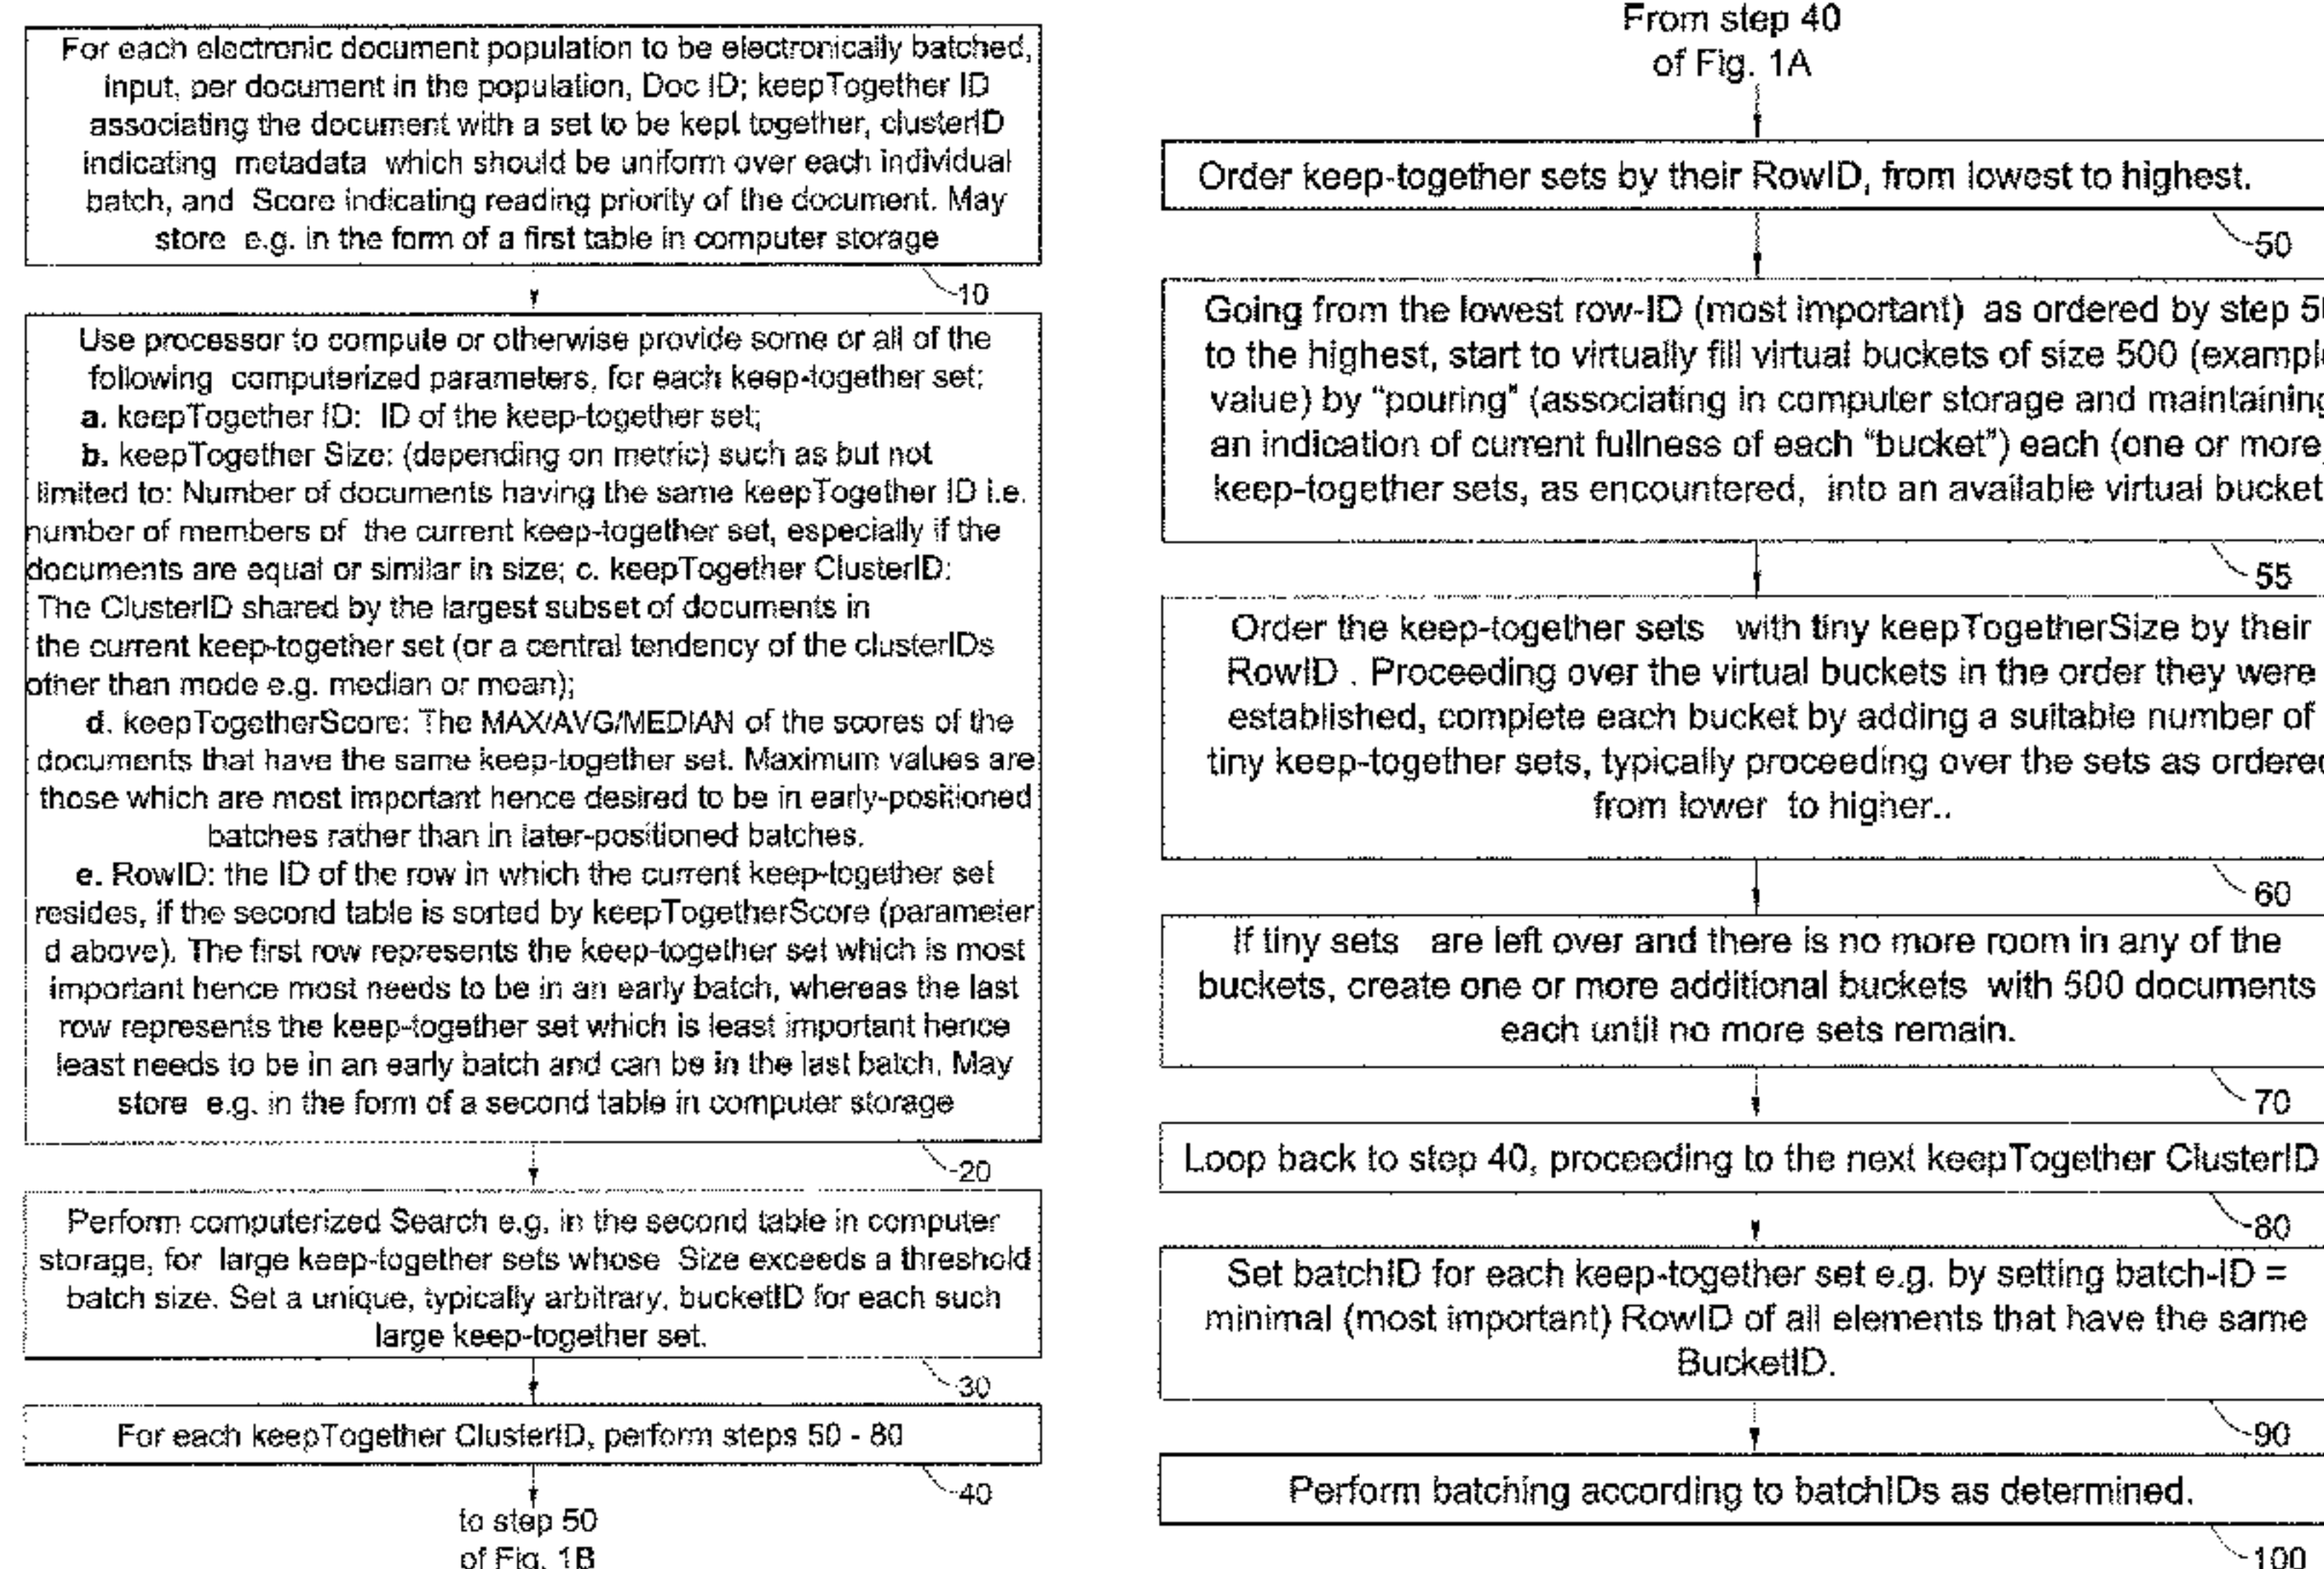 For each electronic document population to be electronically batched,
input, per document in the population, Doc ID; keepTogether ID
associating the document with a set to be kept together, clusterID
indicating metadata which should be uniform over each individual
batch, and Score indicating reading priority of the document. May
store e.g. in the form of a first table in computer storage
10
Use processor to compute or otherwise provide some or all of the
following computerized parameters, for each keep-together set:
a. keepTogether ID: ID of the keep-together set;
b. keepTogether Size: (depending on metric) such as but not
limited to: Number of documents having the same keepTogether ID i.e.
number of members of the current keep-together set, especially if the
documents are equal or similar in size; c. keepTogether ClusterID:
The ClusterID shared by the largest subset of documents in
the current keep-together set (or a central tendency of the clusterIDs
other than mode e.g. median or mean);
d. keepTogetherScore: The MAX/AVG/MEDIAN of the scores of the
documents that have the same keep-together set. Maximum values are
those which are most important hence desired to be in early-positioned
batches rather than in later-positioned batches.
e. RowID: the ID of the row in which the current keep-together set
resides, if the second table is sorted by keepTogetherScore (parameter
d above). The first row represents the keep-together set which is most
important hence most needs to be in an early batch, whereas the last
row represents the keep-together set which is least important hence
least needs to be in an early batch and can be in the last batch. May
store e.g. in the form of a second table in computer storage
20
Perform computerized Search e.g. in the second table in computer
storage, for large keep-together sets whose Size exceeds a threshold
batch size. Set a unique, typically arbitrary, bucketID for each such
large keep-together set.
30
For each keepTogether ClusterID, perform steps 50 - 80
40
to step 50
of Fig. 1B
From step 40
of Fig. 1A
Order keep-together sets by their RowID, from lowest to highest.
50
Going from the lowest row-ID (most important) as ordered by step
to the highest, start to virtually fill virtual buckets of size 500 (example
value) by "pouring" (associating in computer storage and maintaining
an indication of current fullness of each "bucket") each (one or more
keep-together sets, as encountered, into an available virtual bucket
55
Order the keep-together sets with tiny keepTogetherSize by their
RowID . Proceeding over the virtual buckets in the order they were
established, complete each bucket by adding a suitable number of
tiny keep-together sets, typically proceeding over the sets as ordered
from lower to higher..
60
If tiny sets are left over and there is no more room in any of the
buckets, create one or more additional buckets with 500 documents
each until no more sets remain.
70
Loop back to step 40, proceeding to the next keepTogether ClusterID
80
Set batchID for each keep-together set e.g. by setting batch-ID =
minimal (most important) RowID of all elements that have the same
BucketID.
90
Perform batching according to batchIDs as determined.
100